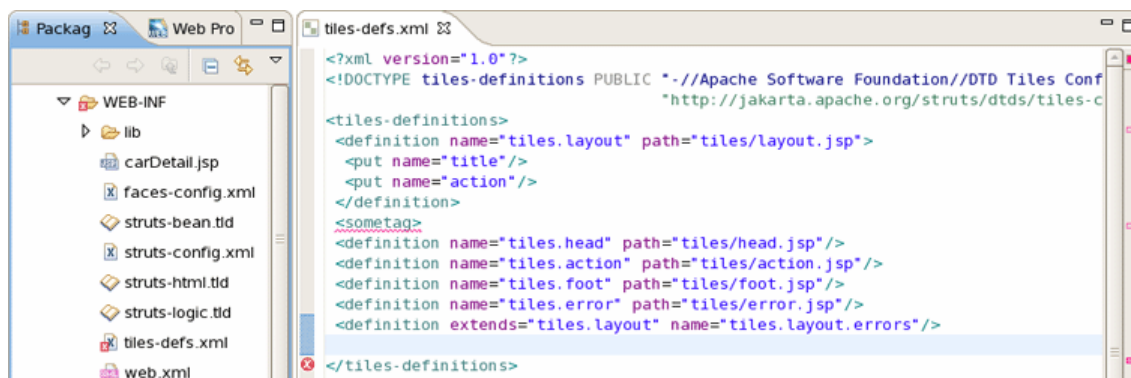 Packag
Web Pro
tiles-defs.xml
WEB-INF
lib
carDetail.jsp
faces-config.xml
struts-bean.tld
struts-config.xml
struts-html.tld
struts-logic.tld
tiles-defs.xml
web.xml
<?xml version="1.0"?>
<!DOCTYPE tiles-definitions PUBLIC "-//Apache Software Foundation//DTD Tiles Conf
"http://jakarta.apache.org/struts/dtds/tiles-c
<tiles-definitions>
<definition name="tiles.layout" path="tiles/layout.jsp">
<put name="title"/>
<put name="action"/>
</definition>
<sometag>
<definition name="tiles.head" path="tiles/head.jsp"/>
<definition name="tiles.action" path="tiles/action.jsp"/>
<definition name="tiles.foot" path="tiles/foot.jsp"/>
<definition name="tiles.error" path="tiles/error.jsp"/>
<definition extends="tiles.layout" name="tiles.layout.errors"/>
</tiles-definitions>